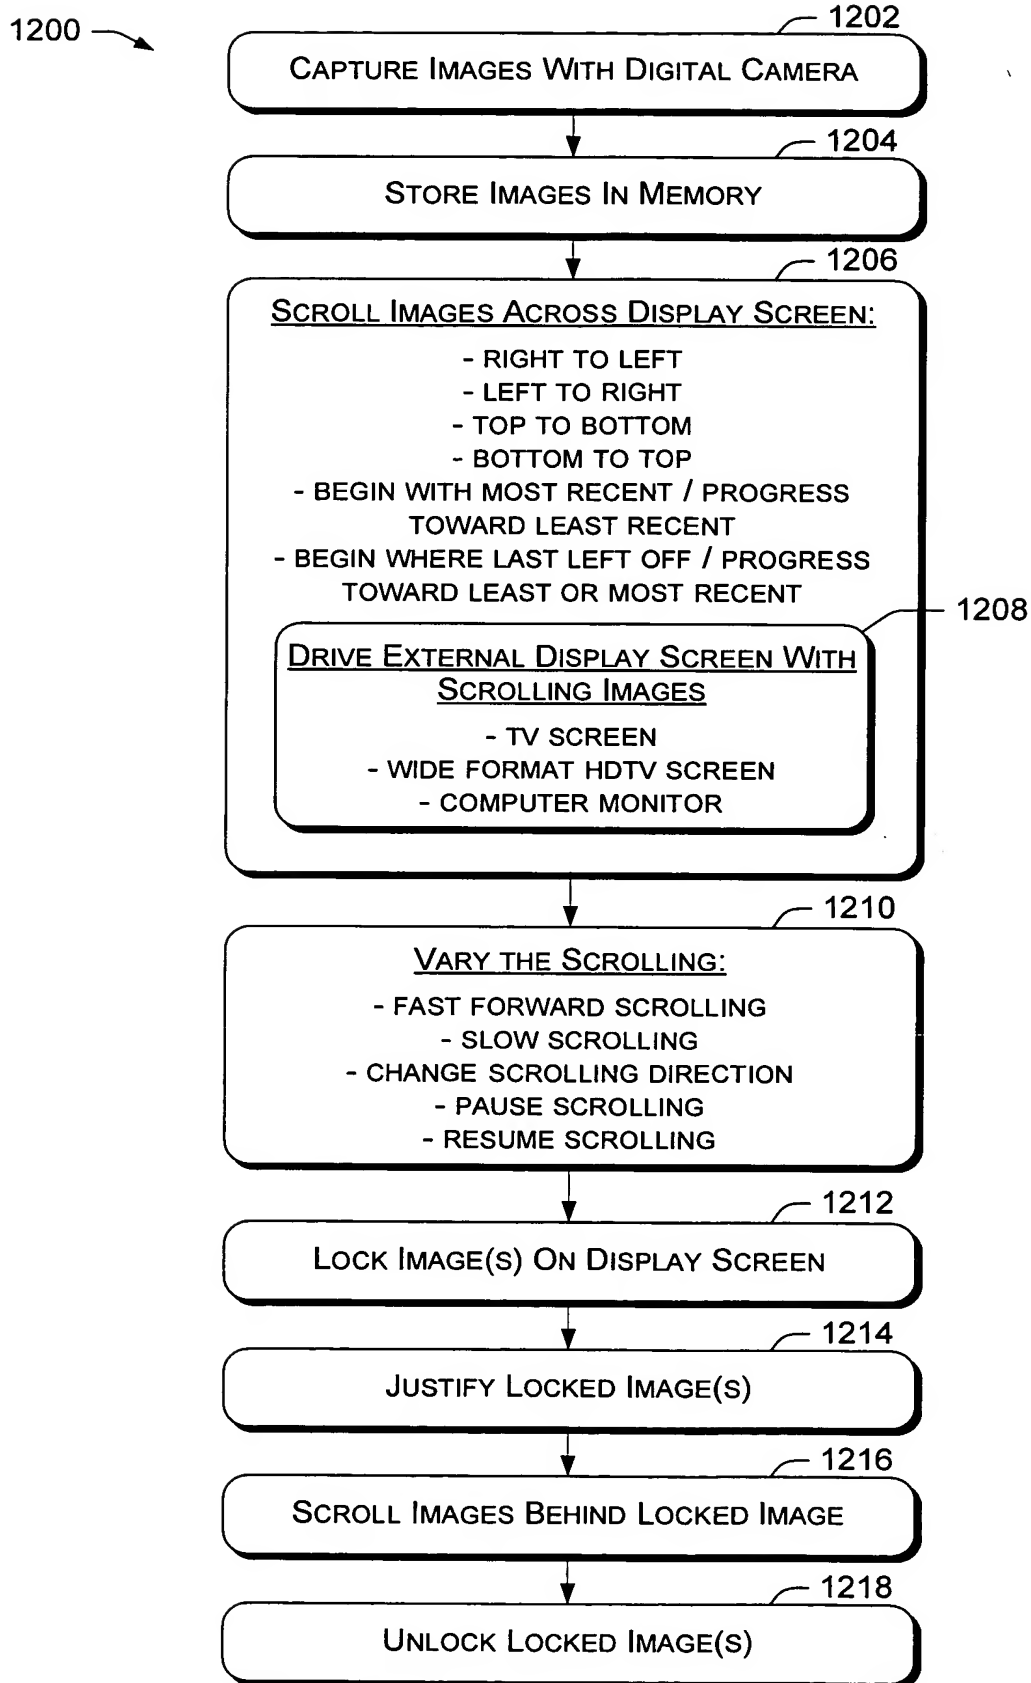 1200
1202
CAPTURE IMAGES WITH DIGITAL CAMERA
1204
STORE IMAGES IN MEMORY
1206
SCROLL IMAGES ACROSS DISPLAY SCREEN:
- RIGHT TO LEFT
- LEFT TO RIGHT
- TOP TO BOTTOM
- BOTTOM TO TOP
- BEGIN WITH MOST RECENT / PROGRESS
TOWARD LEAST RECENT
- BEGIN WHERE LAST LEFT OFF / PROGRESS
TOWARD LEAST OR MOST RECENT
1208
DRIVE EXTERNAL DISPLAY SCREEN WITH
SCROLLING IMAGES
- TV SCREEN
- WIDE FORMAT HDTV SCREEN
- COMPUTER MONITOR
1210
VARY THE SCROLLING:
- FAST FORWARD SCROLLING
- SLOW SCROLLING
- CHANGE SCROLLING DIRECTION
- PAUSE SCROLLING
- RESUME SCROLLING
1212
LOCK IMAGE(S) ON DISPLAY SCREEN
1214
JUSTIFY LOCKED IMAGE(S)
1216
SCROLL IMAGES BEHIND LOCKED IMAGE
1218
UNLOCK LOCKED IMAGE(S)